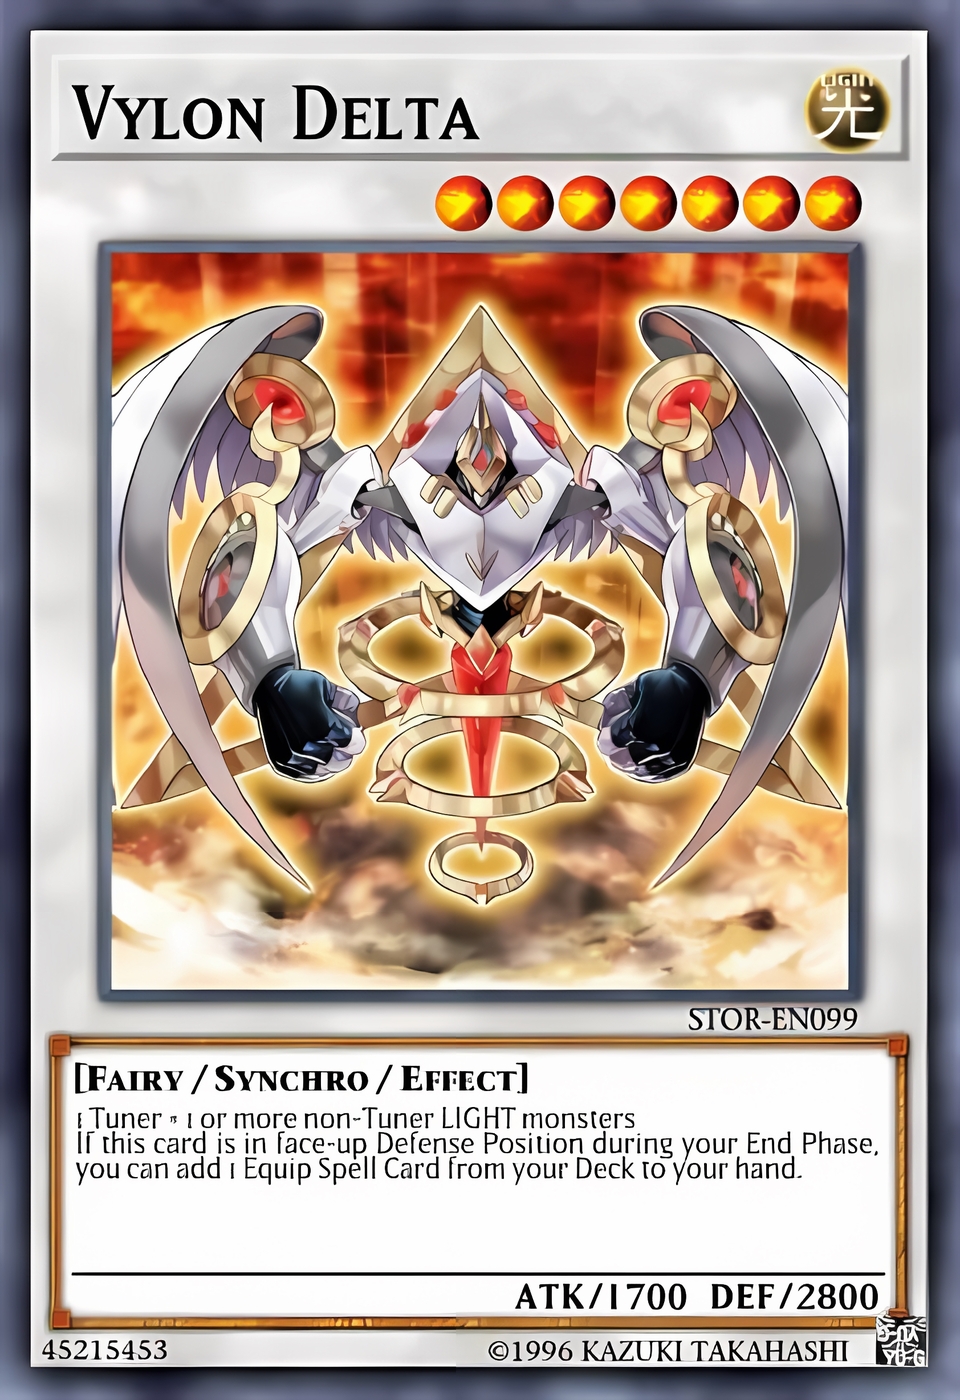 VYLON DELTA
LIGHT
光
STOR-EN099
[FAIRY / SYNCHRO / EFFECT]
1 Tuner + 1 or more non-Tuner LIGHT monsters
If this card is in face-up Defense Position during your End Phase,
you can add 1 Equip Spell Card from your Deck to your hand.
ATK/1700 DEF/2800
45215453
©1996 KAZUKI TAKAHASHI